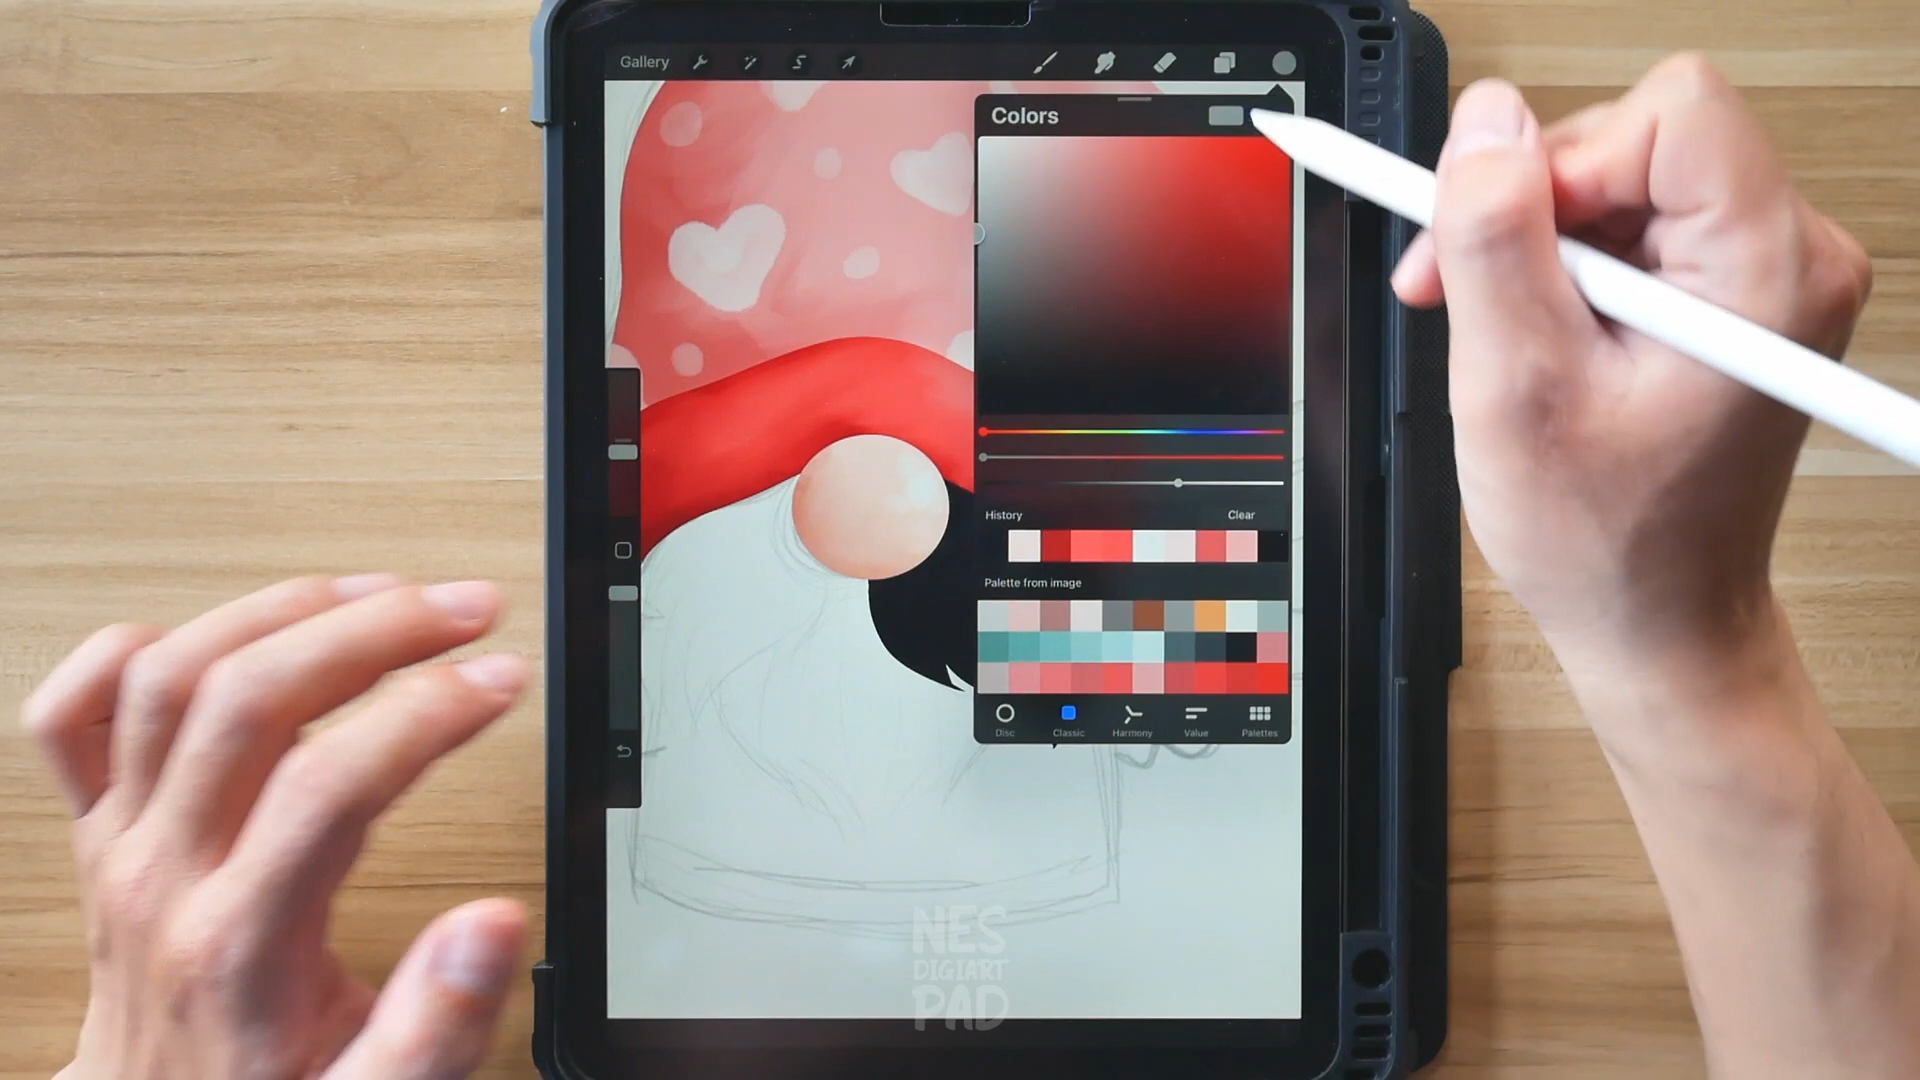 Gallery
Colors
History
Clear
Palette from image
Disc
Classic
Harmony
Value
Palettes
NES
DIGIART
PAD